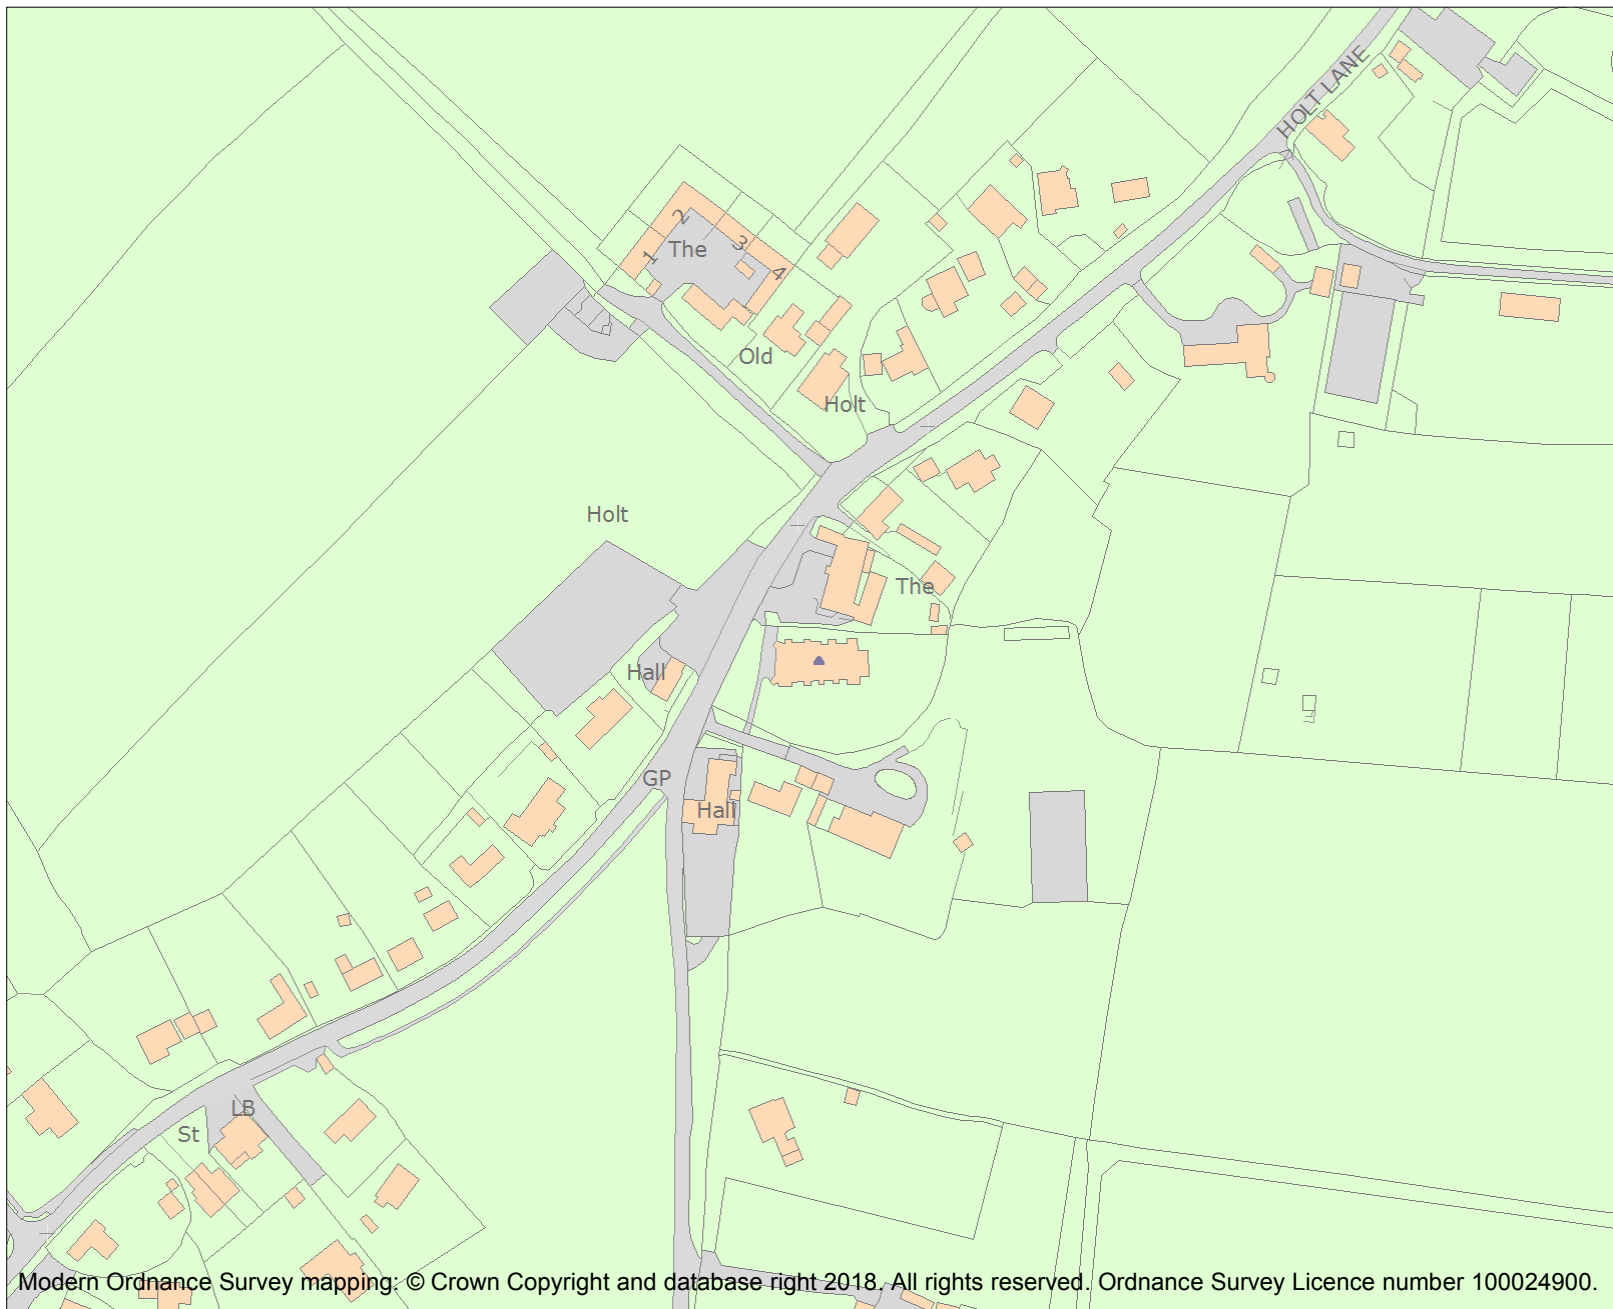 HOLT LANE
2
The
3
1
4
Old
Holt
Holt
The
Hall
GP
Hall
LB
St
Modern Ordnance Survey mapping: © Crown Copyright and database right 2018. All rights reserved. Ordnance Survey Licence number 100024900.